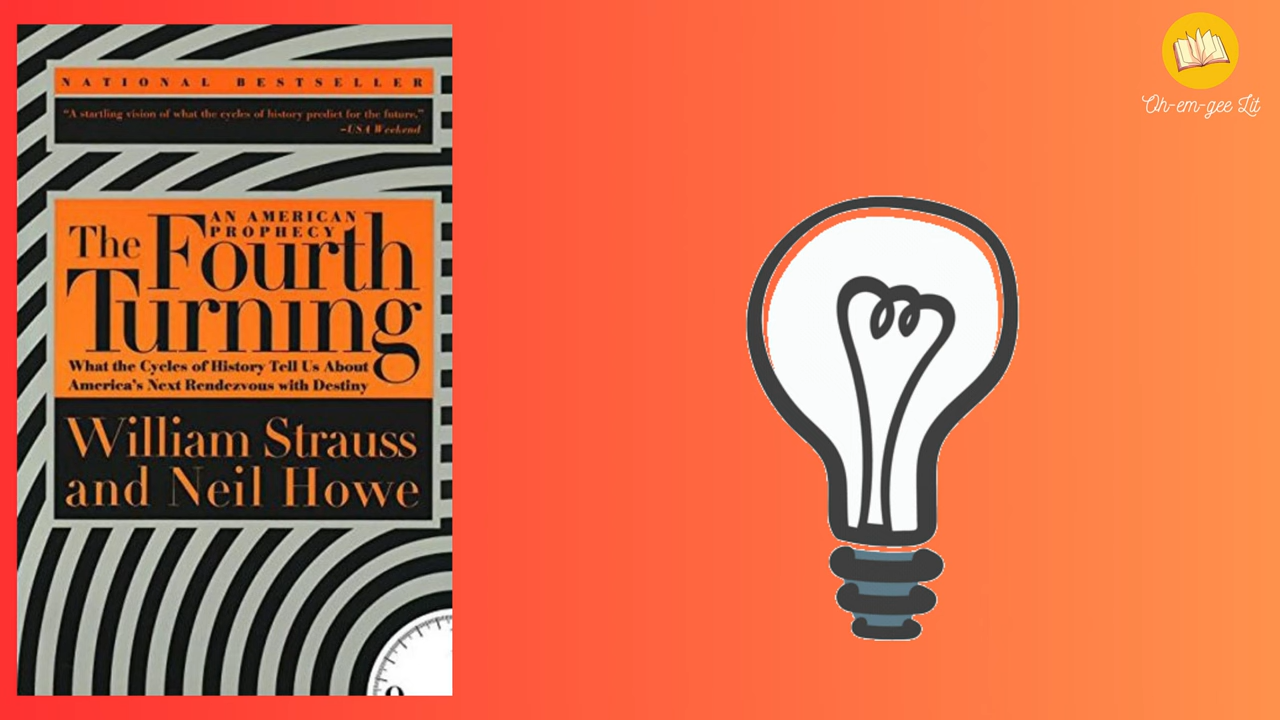 NATIONAL BESTSELLER
"A startling vision of what the cycles of history predict for the future."
–USA Weekend
AN AMERICAN
PROPHECY
The Fourth
Turning
What the Cycles of History Tell Us About
America's Next Rendezvous with Destiny
William Strauss
and Neil Howe
9
Oh-em-gee Lit